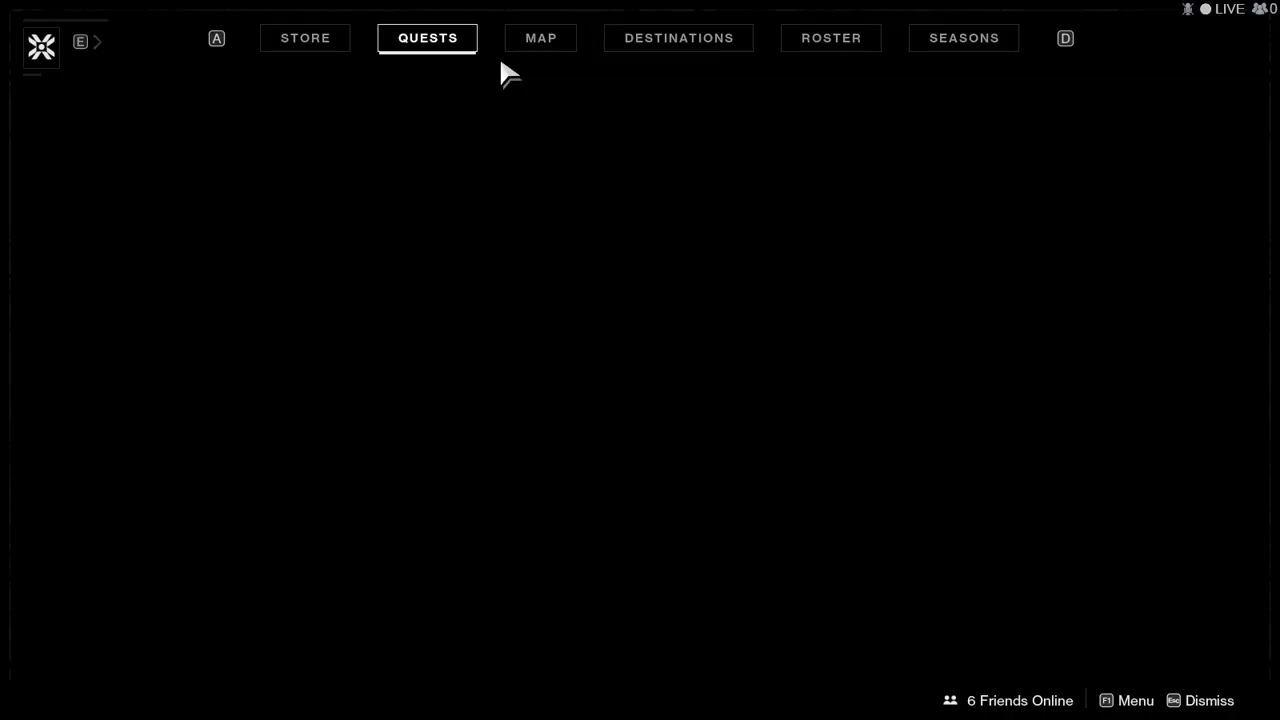 LIVE 0
E A STORE QUESTS MAP DESTINATIONS ROSTER SEASONS D
6 Friends Online F1 Menu Esc Dismiss